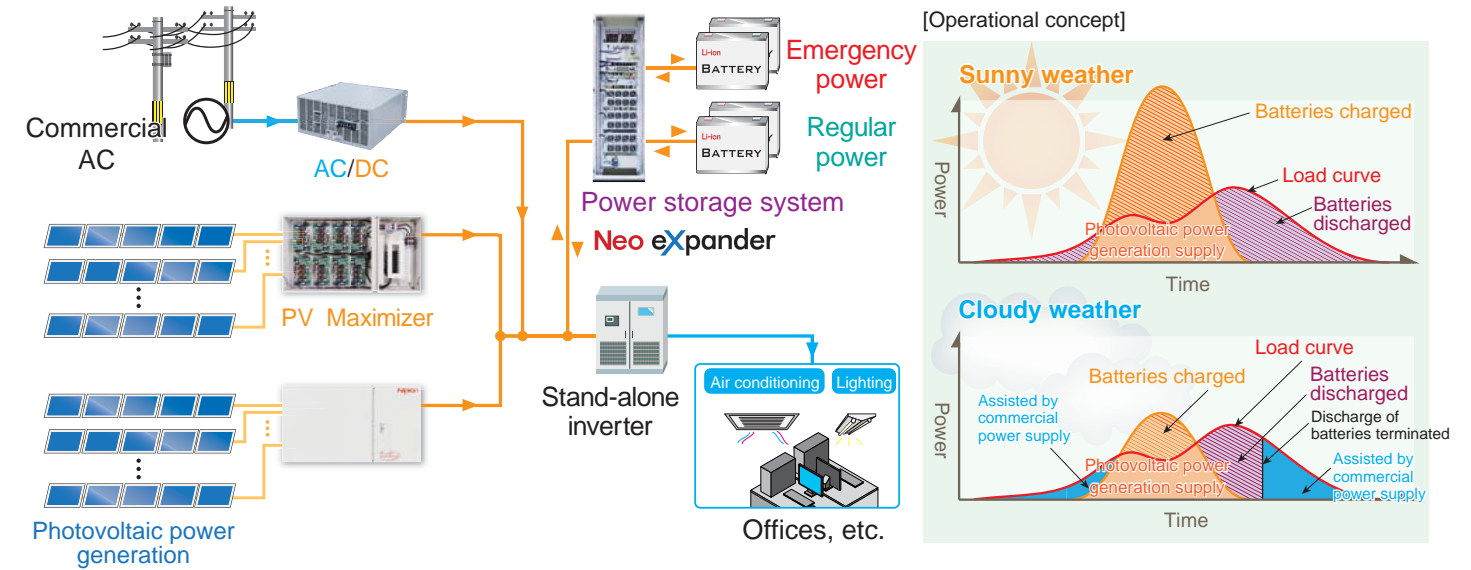 Commercial
AC
AC/DC
Li-ion
BATTERY
Emergency
power
Li-ion
BATTERY
Regular
power
Power storage system
Neo eXpander
PV Maximizer
Nipron
Photovoltaic power
generation
Stand-alone
inverter
Air conditioning
Lighting
Offices, etc.
[Operational concept]
Sunny weather
Batteries charged
Load curve
Batteries
discharged
Photovoltaic power
generation supply
Power
Time
Cloudy weather
Load curve
Batteries charged
Batteries
discharged
Assisted by
commercial
power supply
Discharge of
batteries terminated
Photovoltaic power
generation supply
Assisted by
commercial
power supply
Power
Time